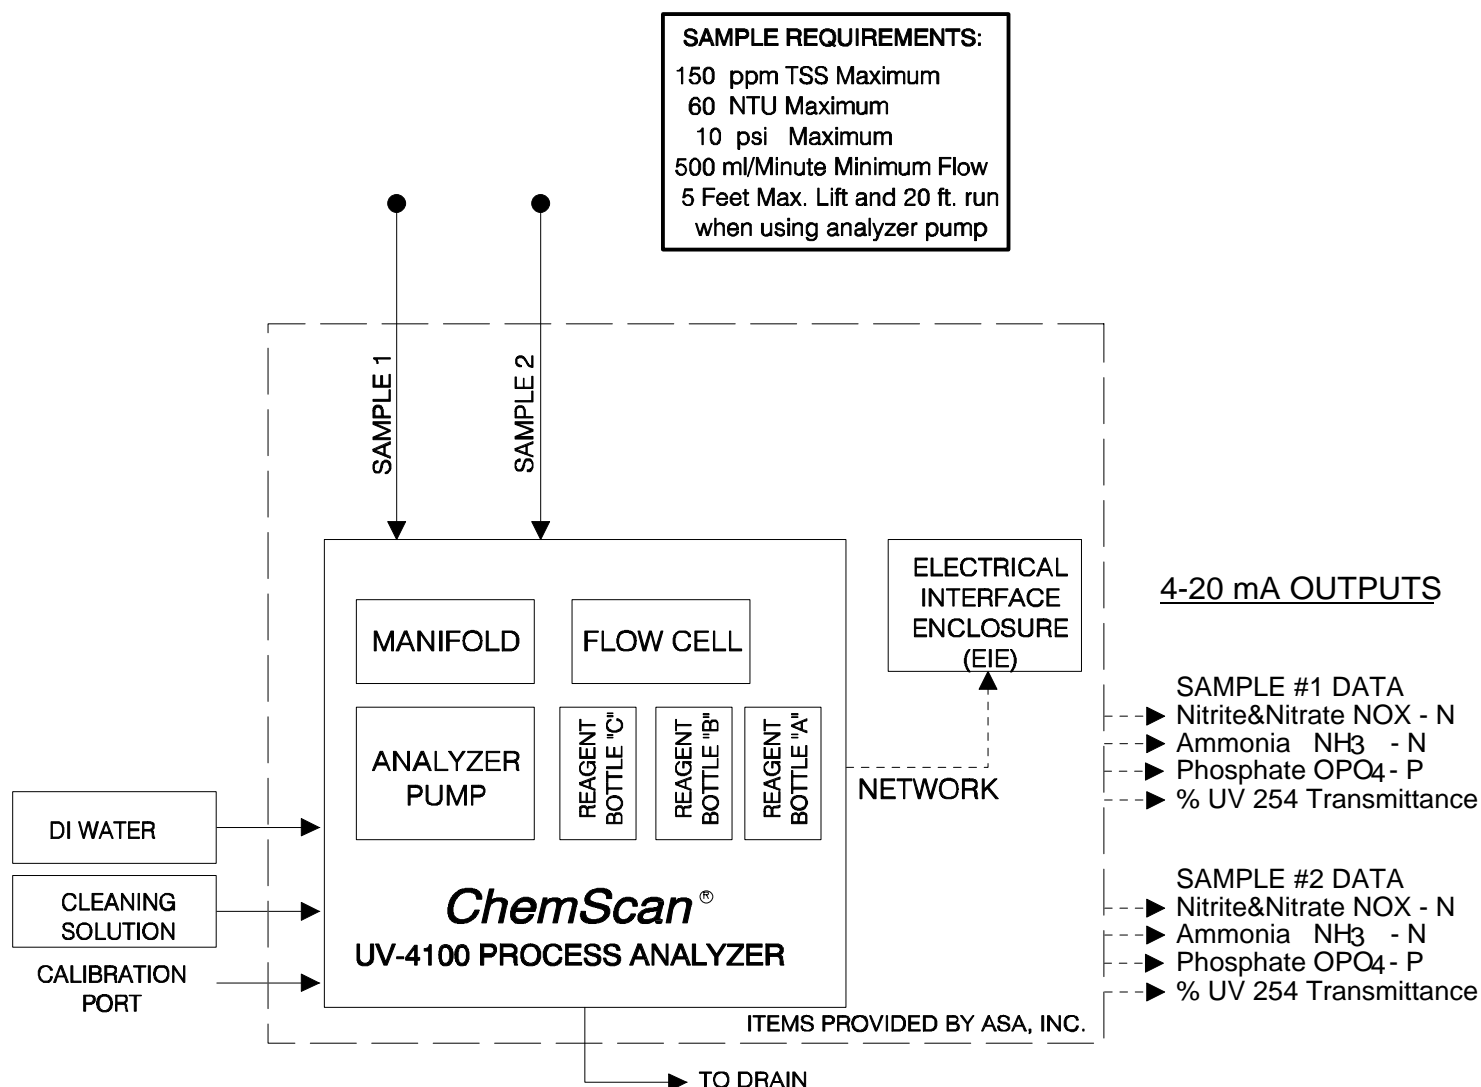 SAMPLE REQUIREMENTS:
150 ppm TSS Maximum
60 NTU Maximum
10 psi Maximum
500 ml/Minute Minimum Flow
5 Feet Max. Lift and 20 ft. run
when using analyzer pump
SAMPLE 1
SAMPLE 2
MANIFOLD
FLOW CELL
ELECTRICAL
INTERFACE
ENCLOSURE
(EIE)
ANALYZER
PUMP
REAGENT
BOTTLE "C"
REAGENT
BOTTLE "B"
REAGENT
BOTTLE "A"
NETWORK
DI WATER
CLEANING
SOLUTION
CALIBRATION
PORT
ChemScan®
UV-4100 PROCESS ANALYZER
ITEMS PROVIDED BY ASA, INC.
TO DRAIN
4-20 mA OUTPUTS
SAMPLE #1 DATA
Nitrite&Nitrate NOX - N
Ammonia NH3 - N
Phosphate OPO4 - P
% UV 254 Transmittance
SAMPLE #2 DATA
Nitrite&Nitrate NOX - N
Ammonia NH3 - N
Phosphate OPO4 - P
% UV 254 Transmittance